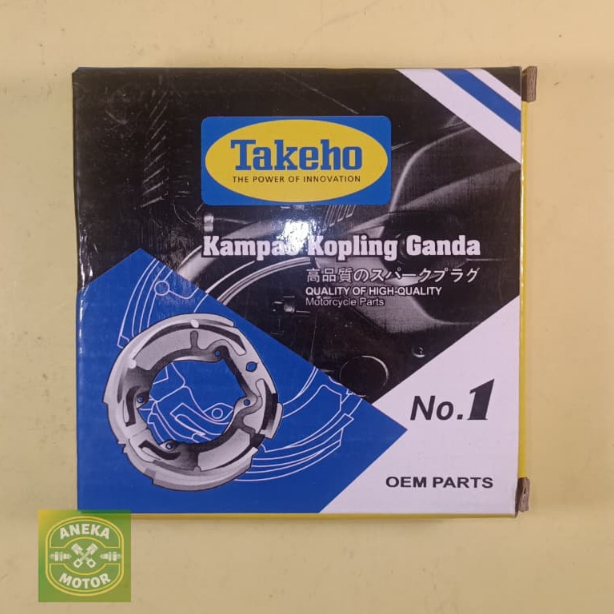 Takeho
THE POWER OF INNOVATION
Kampas Kopling Ganda
高品質のスパークプラグ
QUALITY OF HIGH-QUALITY
Motorcycle Parts
No.1
OEM PARTS
ANEKA
MOTOR